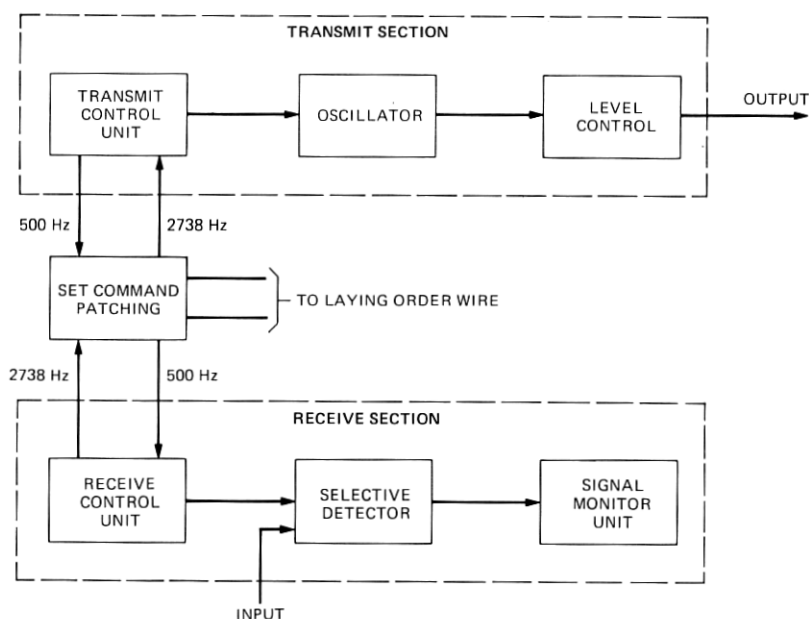 TRANSMIT SECTION
TRANSMIT
CONTROL
UNIT
OSCILLATOR
LEVEL
CONTROL
OUTPUT
500 Hz
2738 Hz
SET COMMAND
PATCHING
TO LAYING ORDER WIRE
2738 Hz
500 Hz
RECEIVE SECTION
RECEIVE
CONTROL
UNIT
SELECTIVE
DETECTOR
SIGNAL
MONITOR
UNIT
INPUT